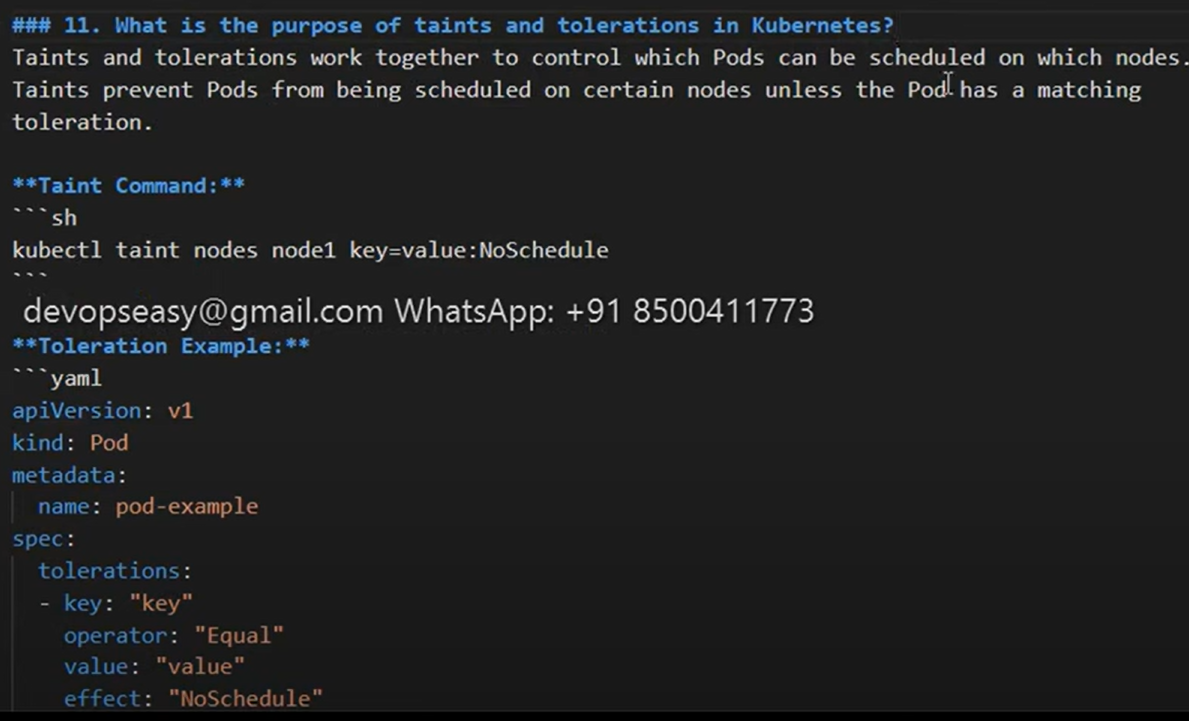 ### 11. What is the purpose of taints and tolerations in Kubernetes?
Taints and tolerations work together to control which Pods can be scheduled on which nodes.
Taints prevent Pods from being scheduled on certain nodes unless the Pod has a matching
toleration.
**Taint Command:**
```sh
kubectl taint nodes node1 key=value:NoSchedule
```
devopseasy@gmail.com WhatsApp: +91 8500411773
**Toleration Example:**
```yaml
apiVersion: v1
kind: Pod
metadata:
  name: pod-example
spec:
  tolerations:
  - key: "key"
    operator: "Equal"
    value: "value"
    effect: "NoSchedule"